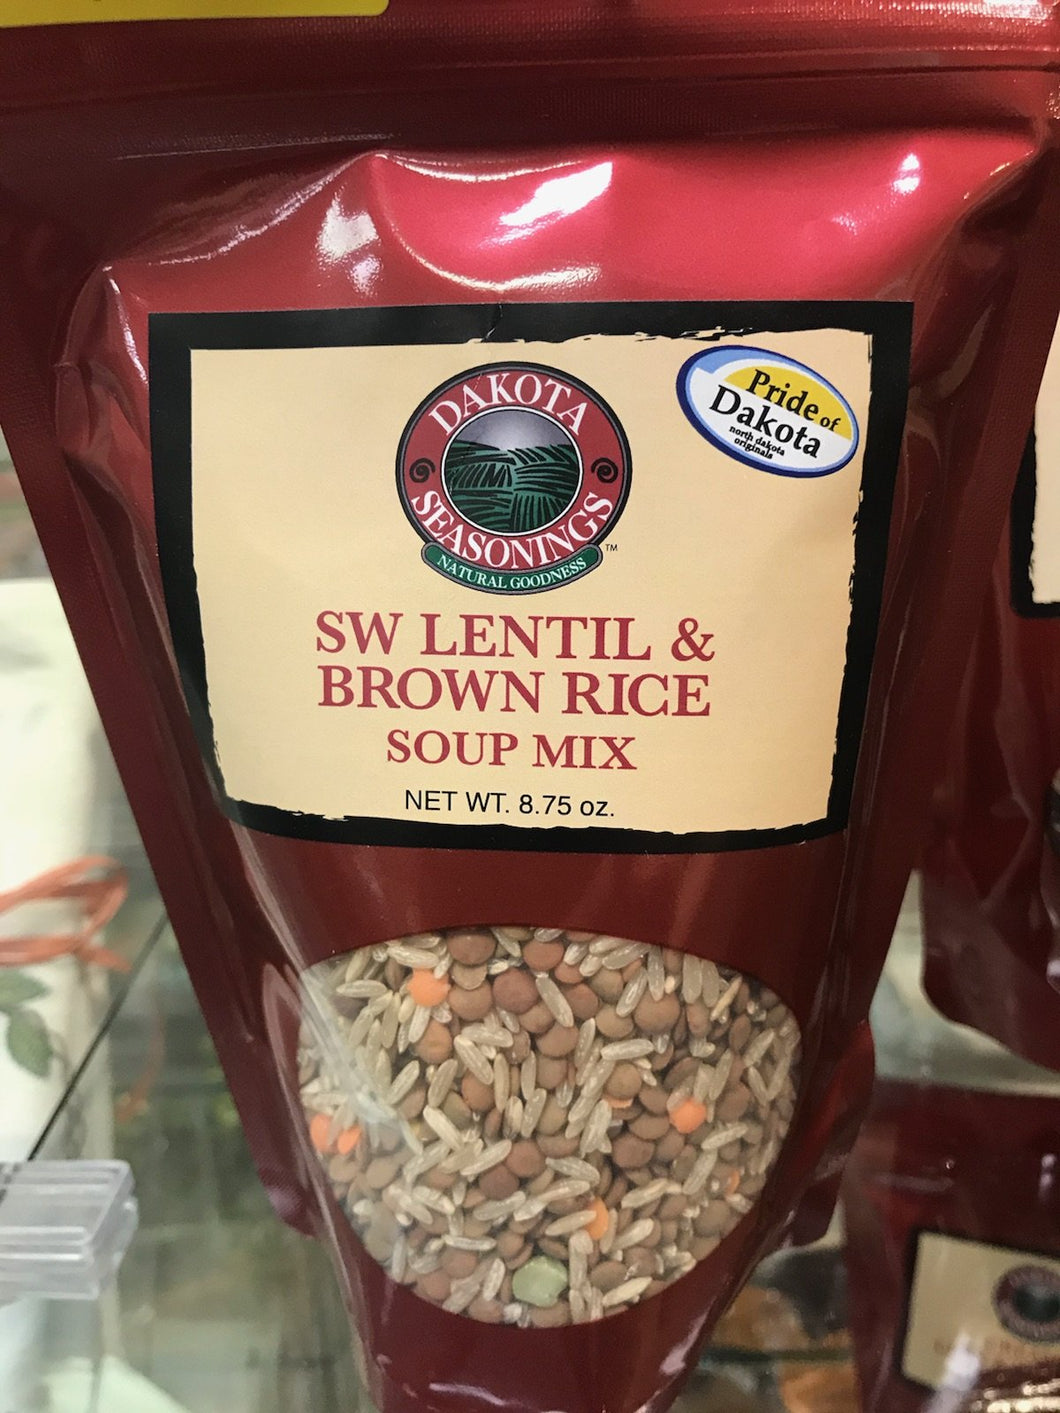 DAKOTA
SEASONINGS
TM
NATURAL GOODNESS
Pride of
Dakota
north dakota
originals
SW LENTIL &
BROWN RICE
SOUP MIX
NET WT. 8.75 oz.